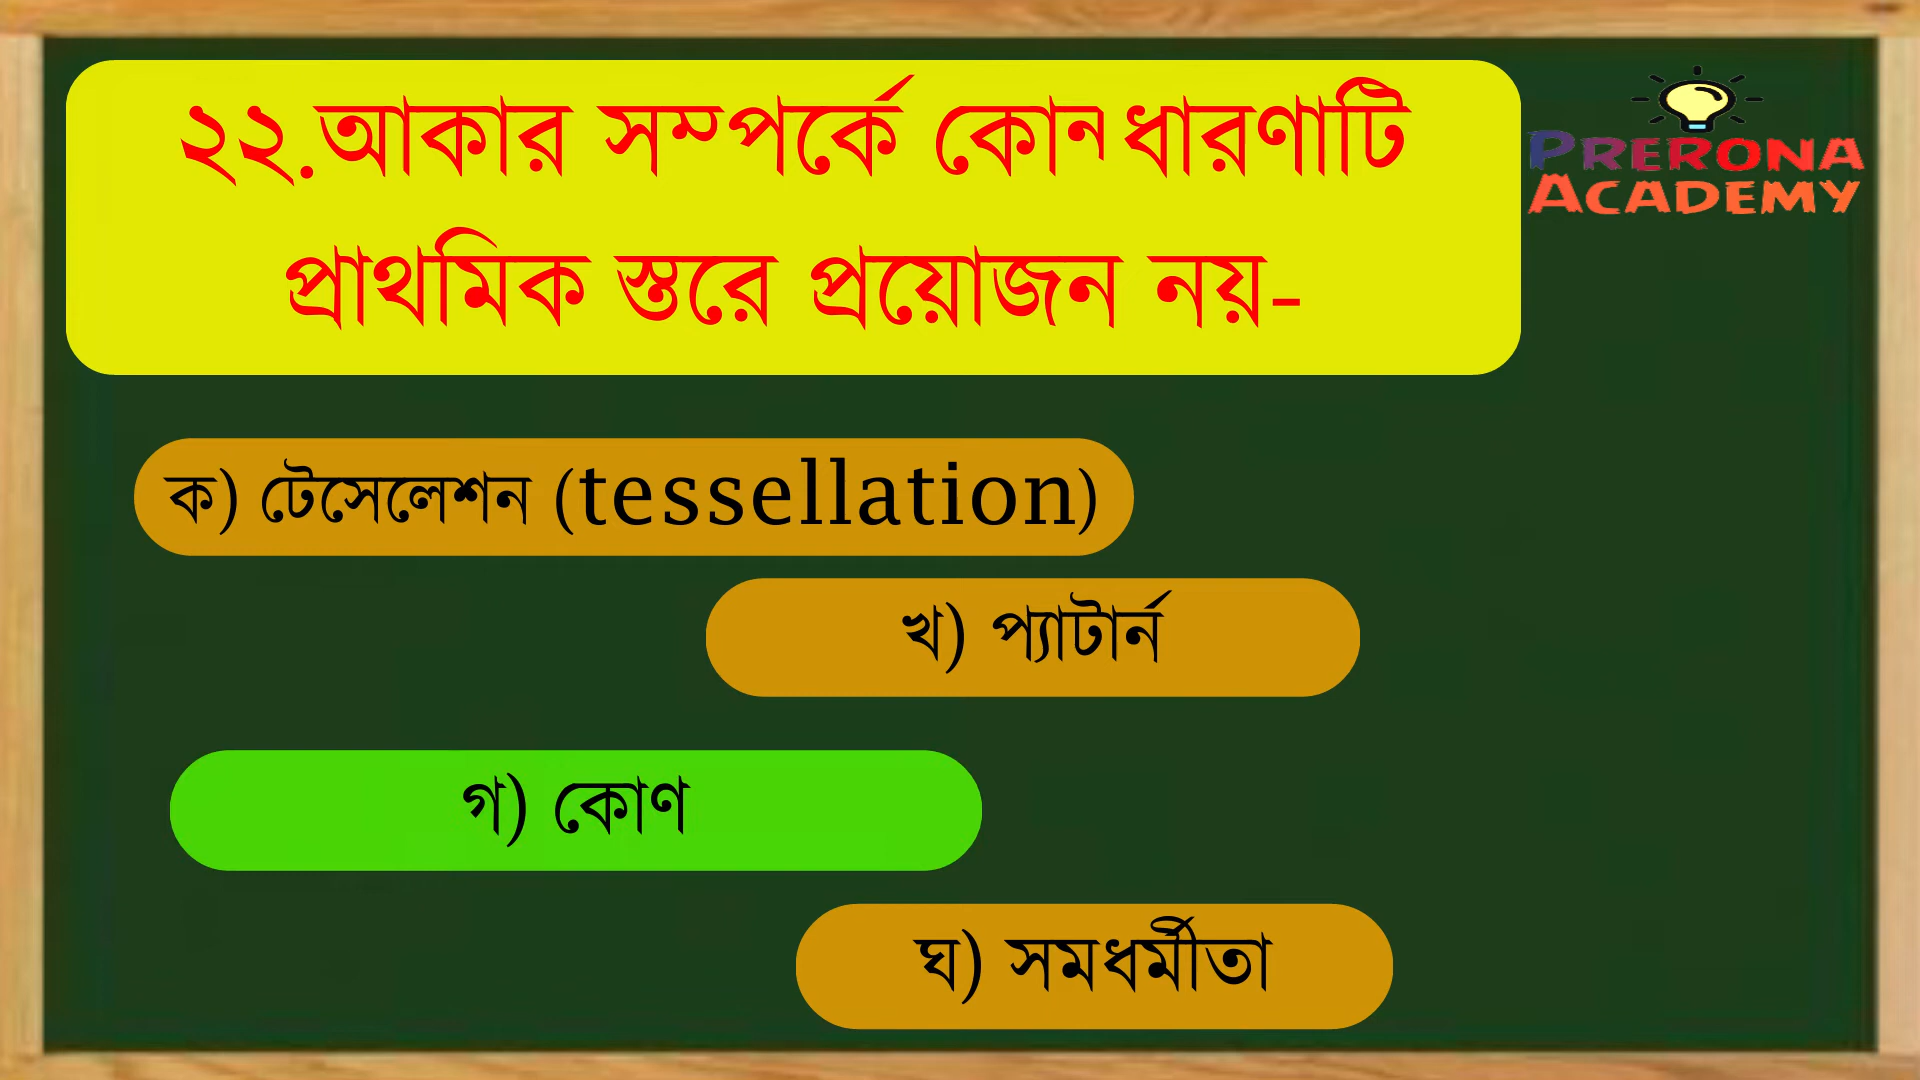 ২২.আকার সম্পর্কে কোন ধারণাটি
প্রাথমিক স্তরে প্রয়োজন নয়-
PRERONA
ACADEMY
ক) টেসেলেশন (tessellation)
খ) প্যাটার্ন
গ) কোণ
ঘ) সমধর্মীতা